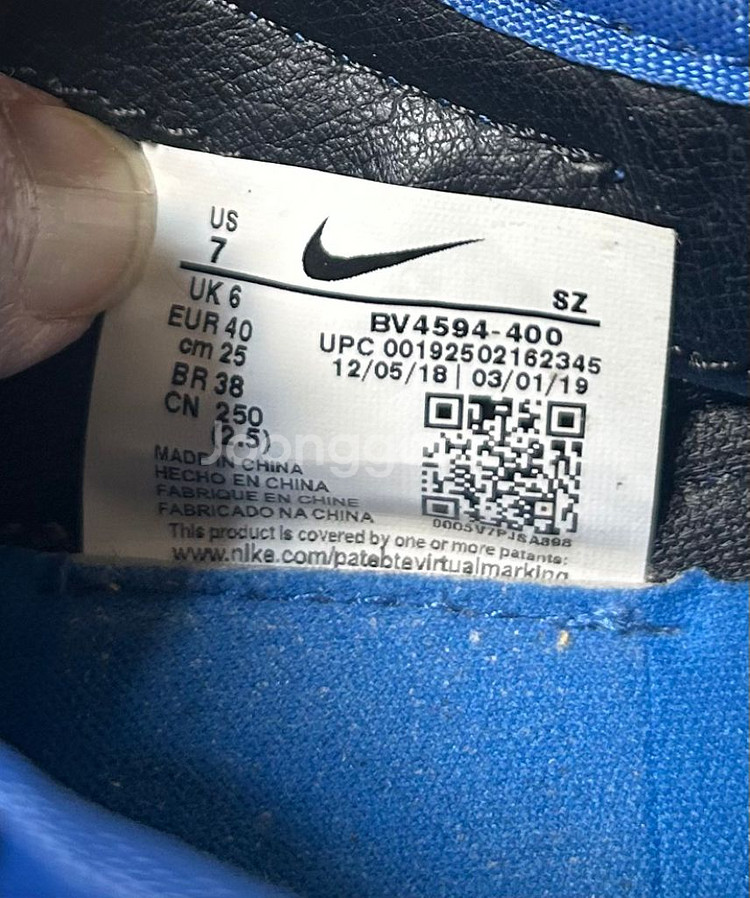 US
7
UK 6
EUR 40
cm 25
BR 38
CN 250
(2.5)
SZ
BV4594-400
UPC 00192502162345
12/05/18 | 03/01/19
MADE IN CHINA
HECHO EN CHINA
FABRIQUE EN CHINE
FABRICADO NA CHINA
0005V7PJSA898
This product is covered by one or more patents:
www.nike.com/patebtevirtualmarking